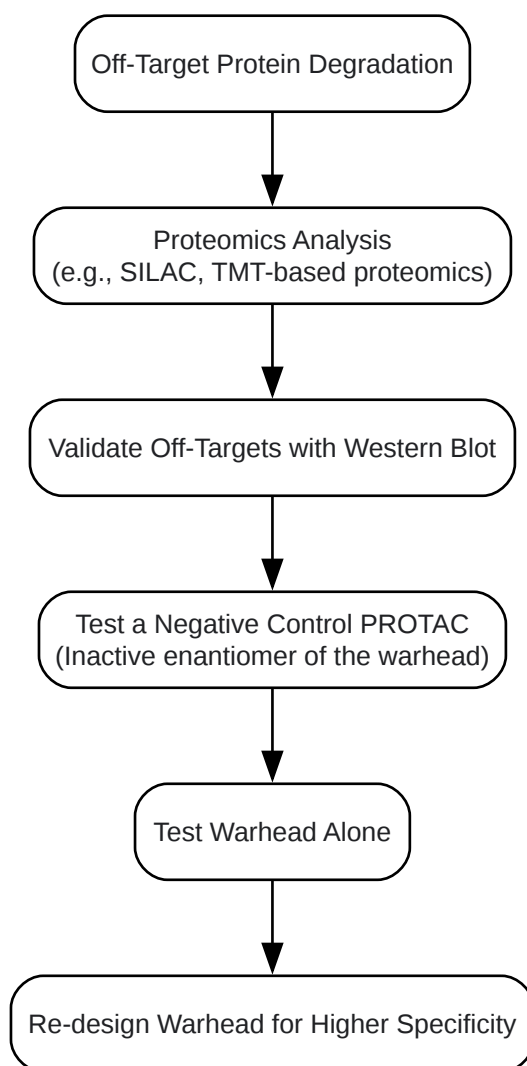 Off-Target Protein Degradation
Proteomics Analysis
(e.g., SILAC, TMT-based proteomics)
Validate Off-Targets with Western Blot
Test a Negative Control PROTAC
(Inactive enantiomer of the warhead)
Test Warhead Alone
Re-design Warhead for Higher Specificity